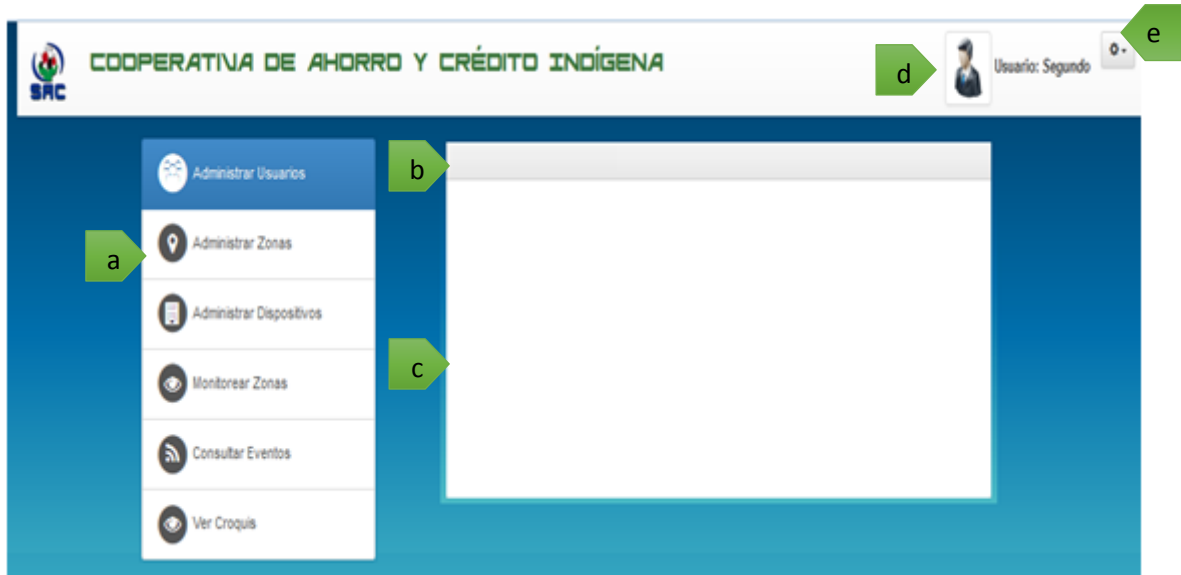 e
SAC
COOPERATIVA DE AHORRO Y CRÉDITO INDÍGENA
d
Usuario: Segundo
Administrar Usuarios
b
a
Administrar Zonas
Administrar Dispositivos
c
Monitorear Zonas
Consultar Eventos
Ver Croquis